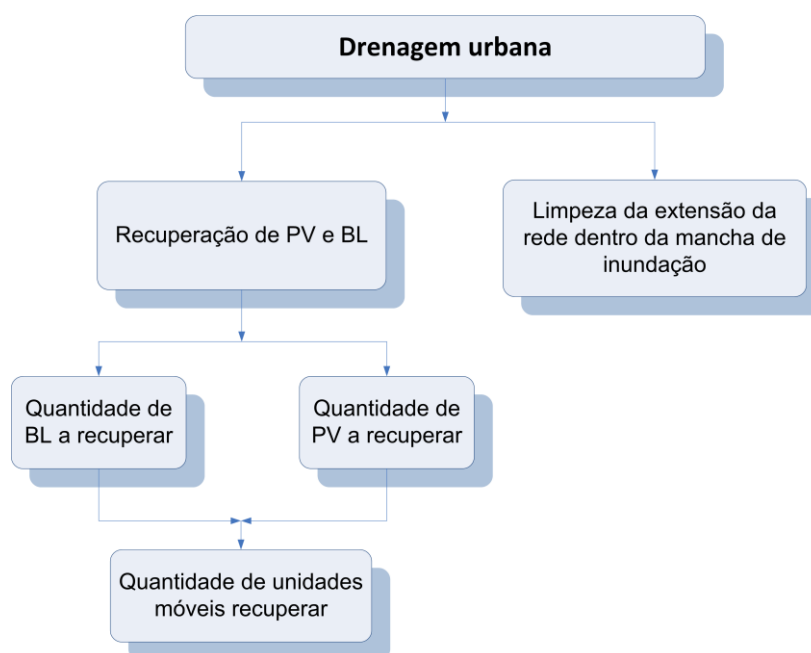 Drenagem urbana
Recuperação de PV e BL
Limpeza da extensão da
rede dentro da mancha de
inundação
Quantidade de
BL a recuperar
Quantidade de
PV a recuperar
Quantidade de unidades
móveis recuperar